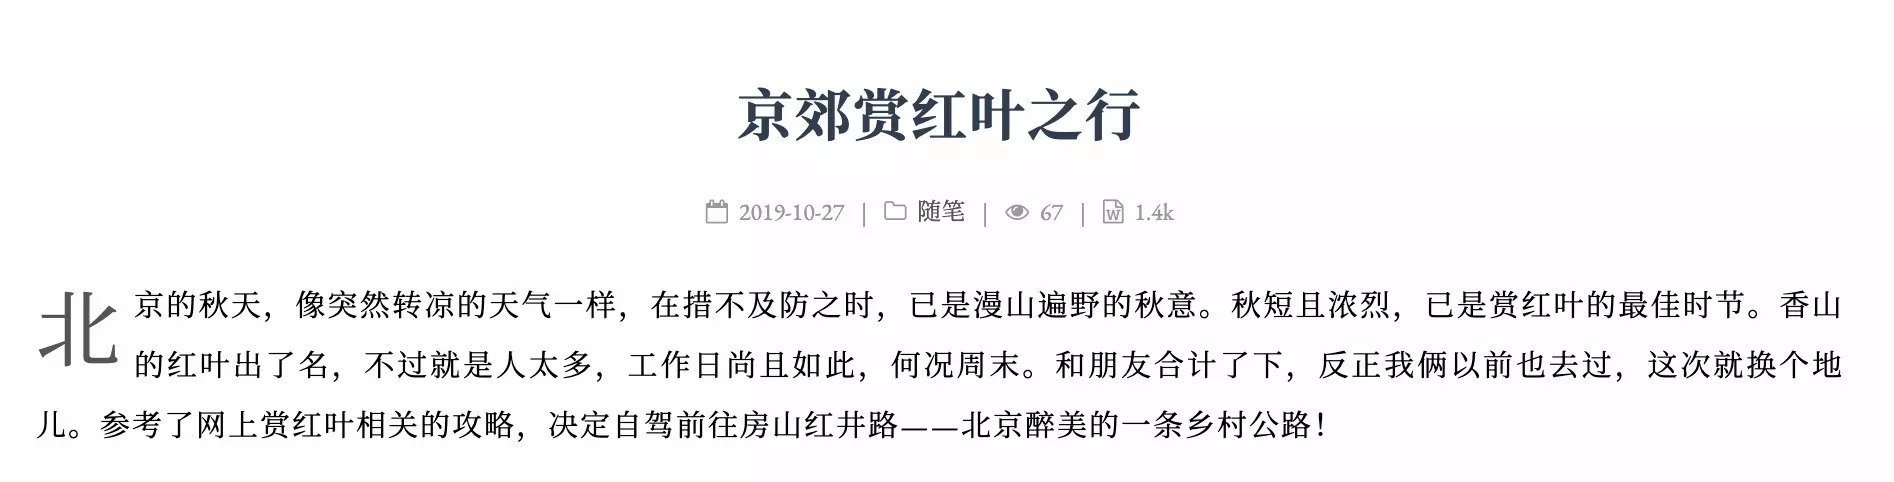 京郊赏红叶之行
2019-10-27 | 随笔 | 67 | 1.4k
北京的秋天，像突然转凉的天气一样，在措不及防之时，已是漫山遍野的秋意。秋短且浓烈，已是赏红叶的最佳时节。香山
的红叶出了名，不过就是人太多，工作日尚且如此，何况周末。和朋友合计了下，反正我俩以前也去过，这次就换个地
儿。参考了网上赏红叶相关的攻略，决定自驾前往房山红井路——北京醉美的一条乡村公路！